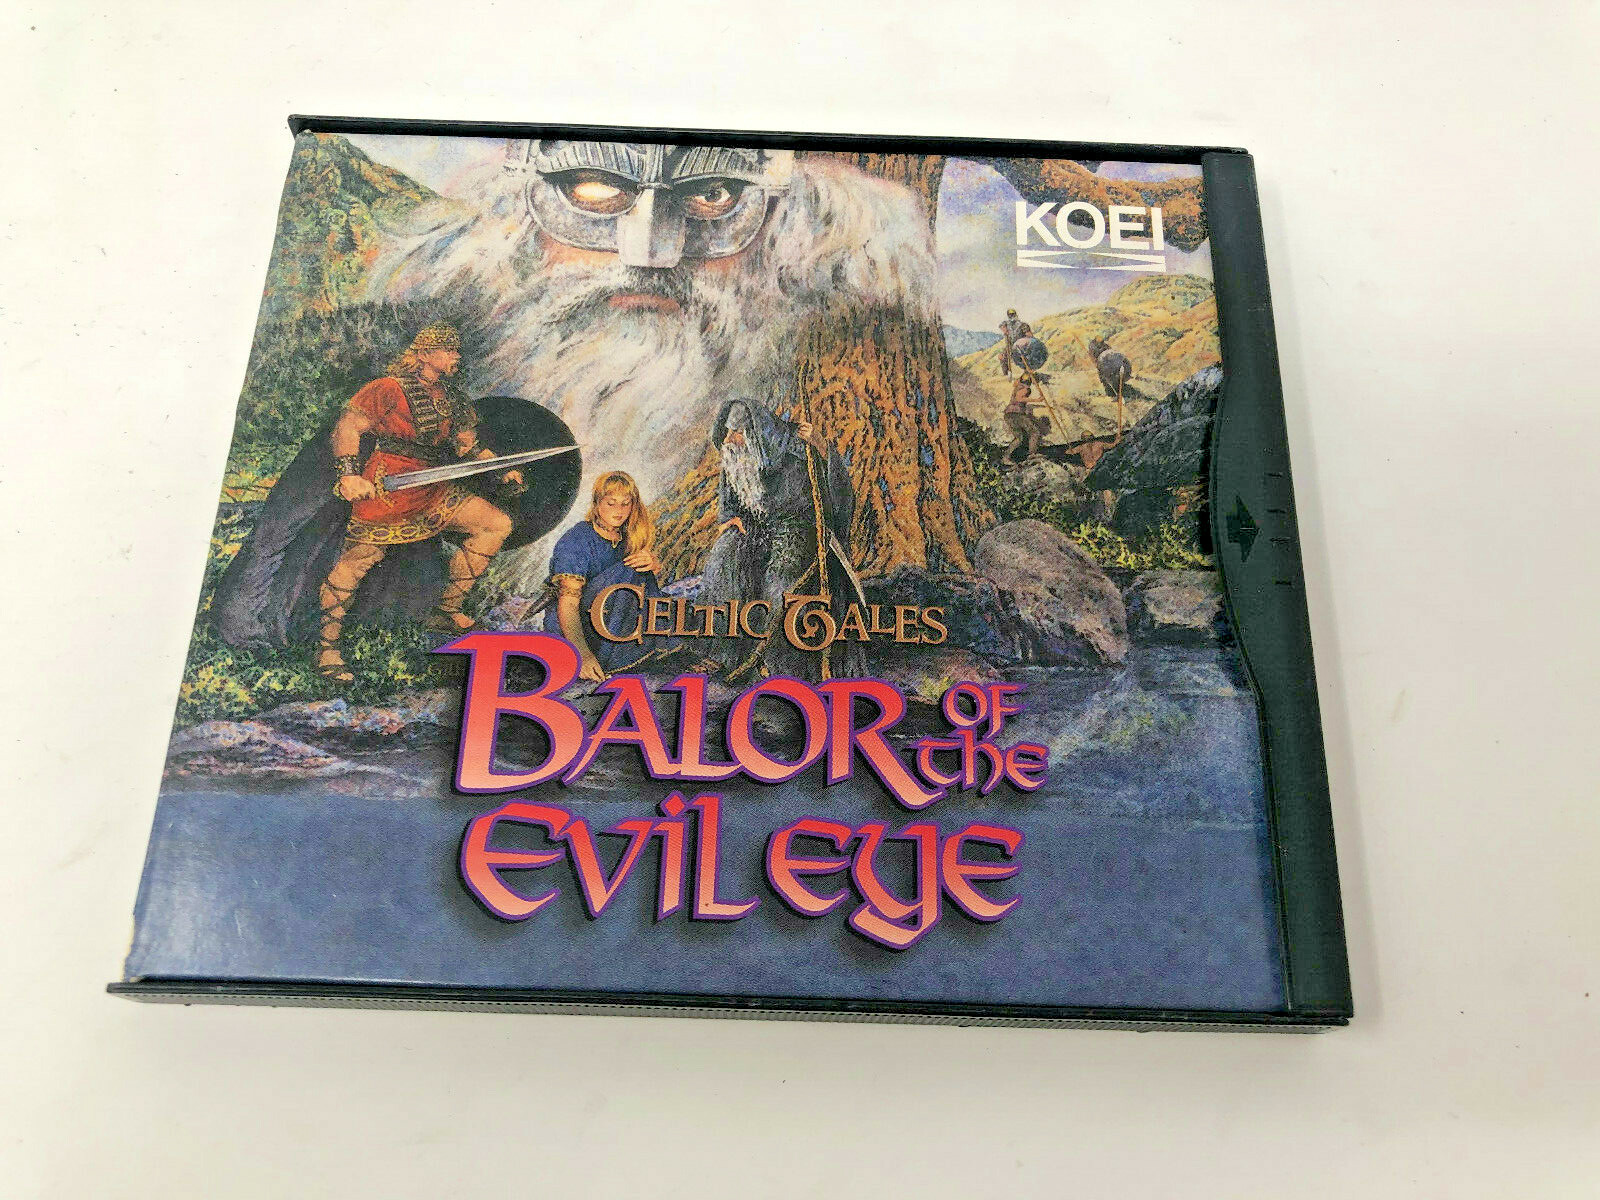 KOEI
CELTIC TALES
BALOR OF the
EVIL EYE